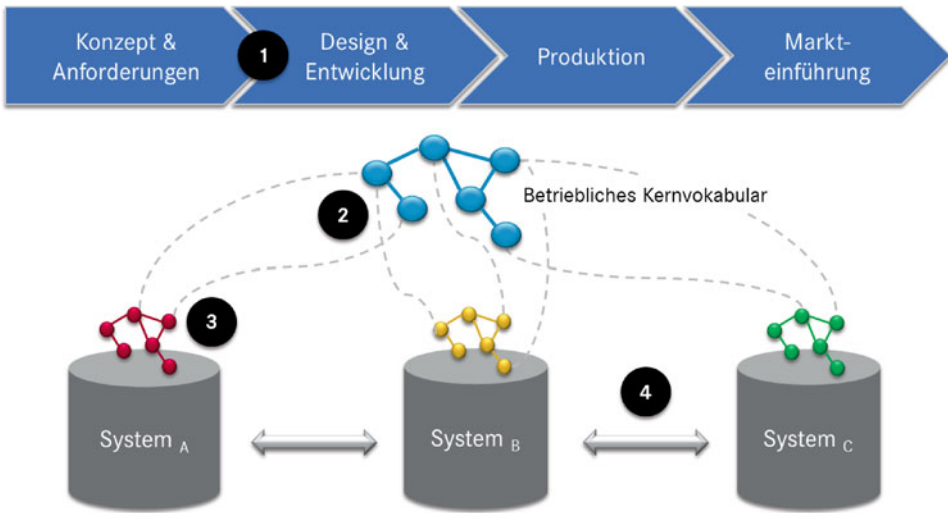 Konzept &
Anforderungen
1
Design &
Entwicklung
Produktion
Markt-
einführung
2
Betriebliches Kernvokabular
3
4
System A
System B
System C